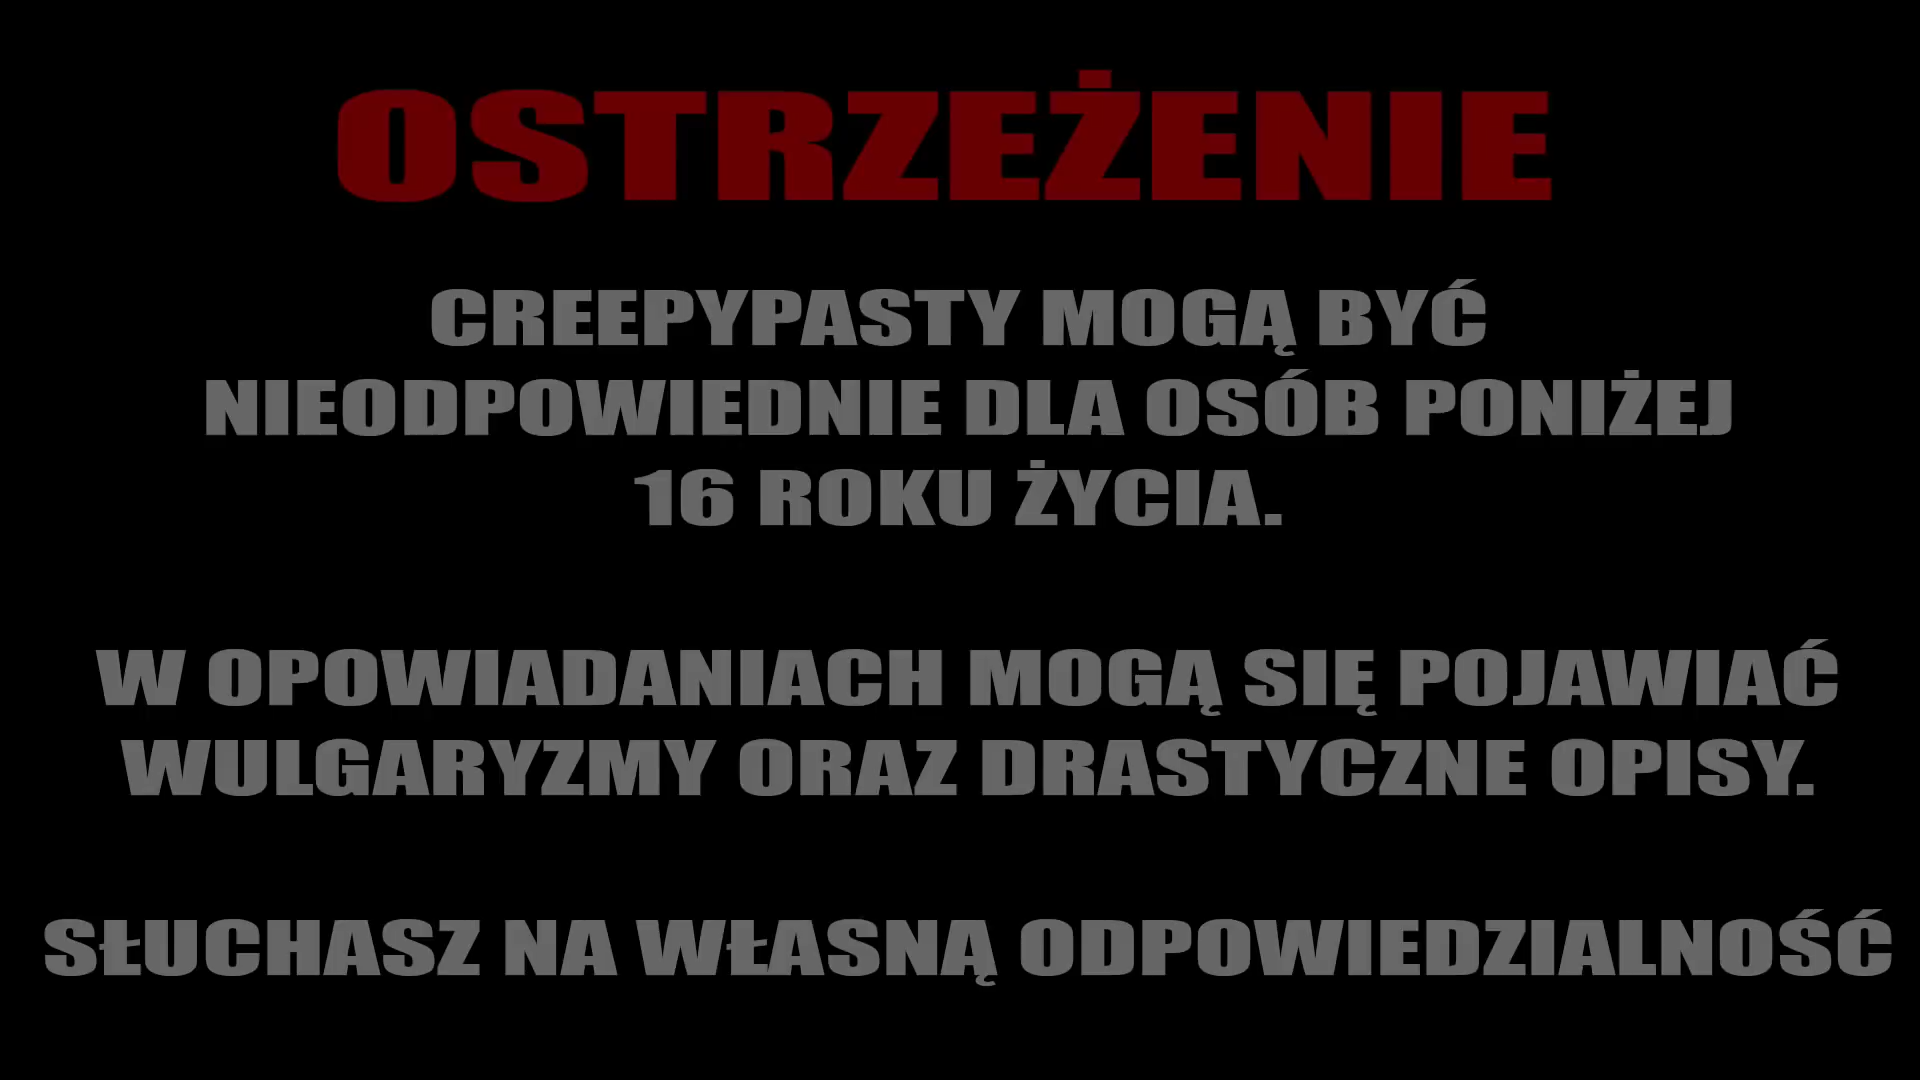 OSTRZEŻENIE
CREEPYPASTY MOGĄ BYĆ
NIEODPOWIEDNIE DLA OSÓB PONIŻEJ
16 ROKU ŻYCIA.
W OPOWIADANIACH MOGĄ SIĘ POJAWIAĆ
WULGARYZMY ORAZ DRASTYCZNE OPISY.
SŁUCHASZ NA WŁASNĄ ODPOWIEDZIALNOŚĆ